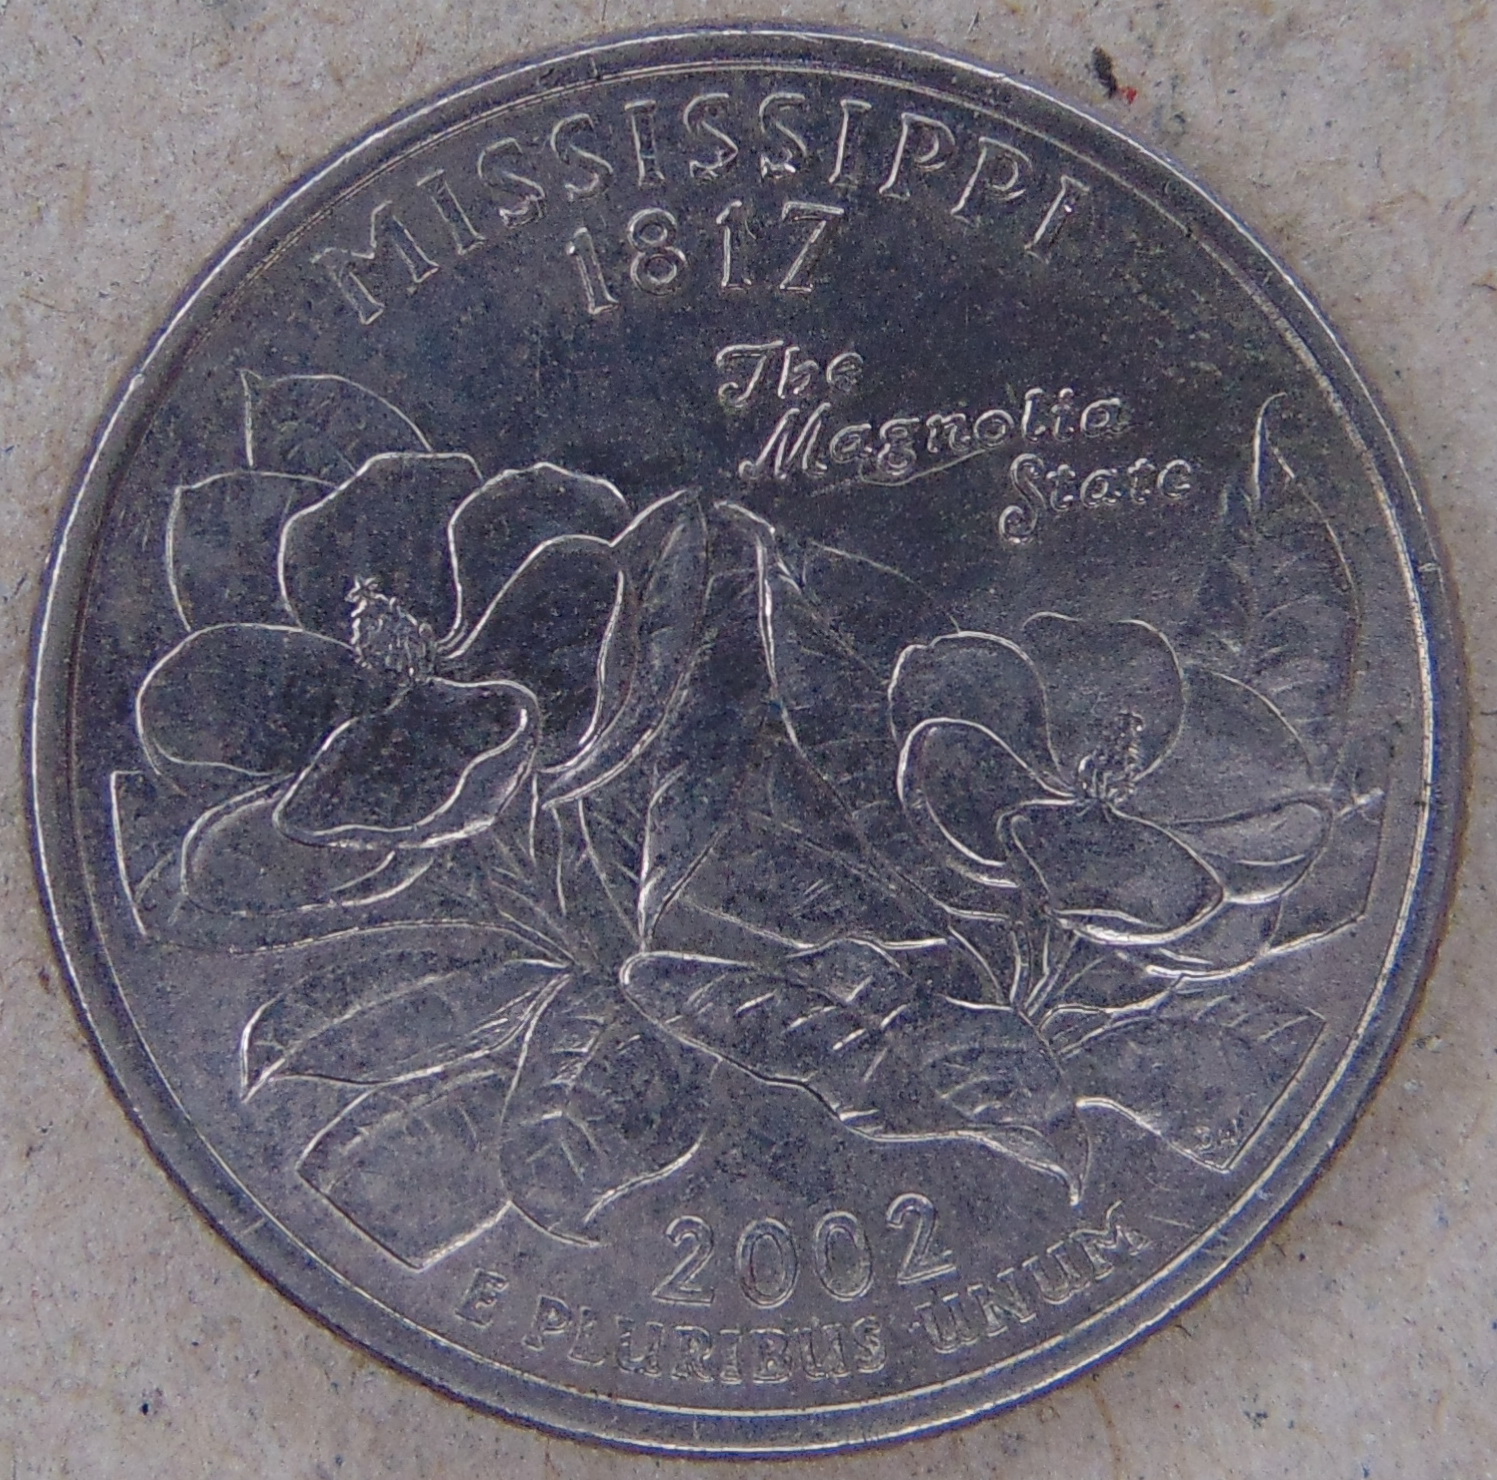 MISSISSIPPI
1817
The
Magnolia
State
2002
E PLURIBUS UNUM